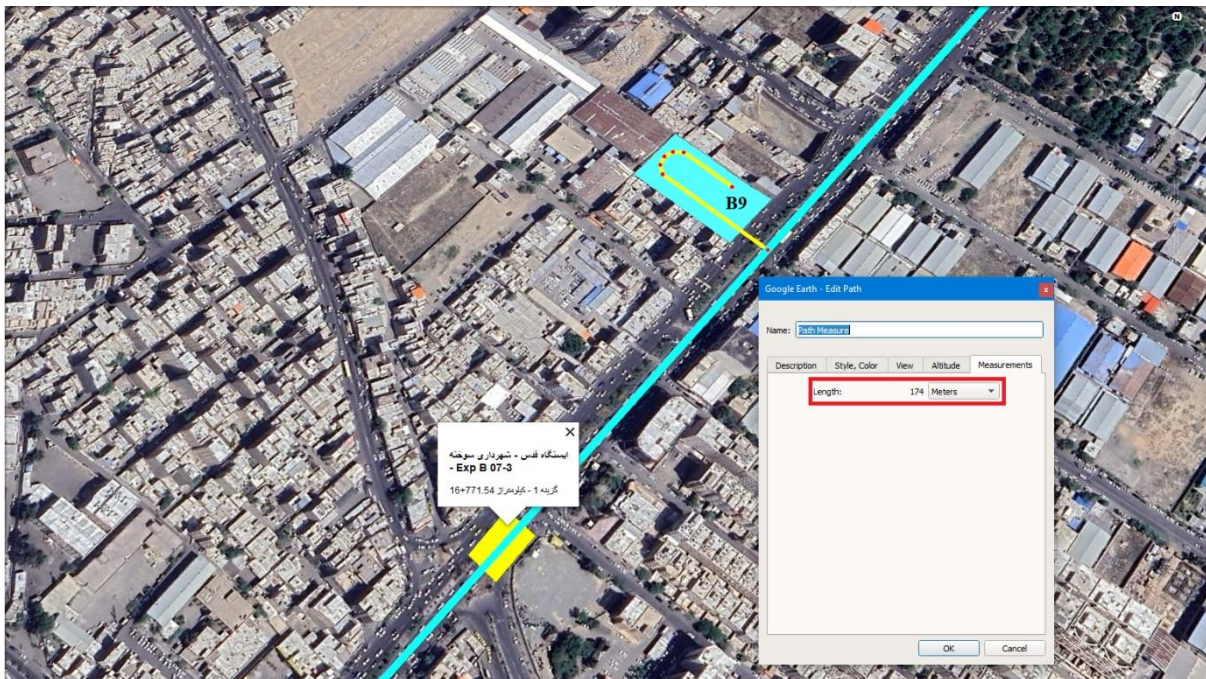 N
B9
ایستگاه قدس - شهرداری سوخته
- Exp B 07-3
گزینه 1 - کیلومتراژ 16+771.54
Google Earth - Edit Path
Name: Path Measure
Description Style, Color View Altitude Measurements
Length: 174 Meters
OK Cancel